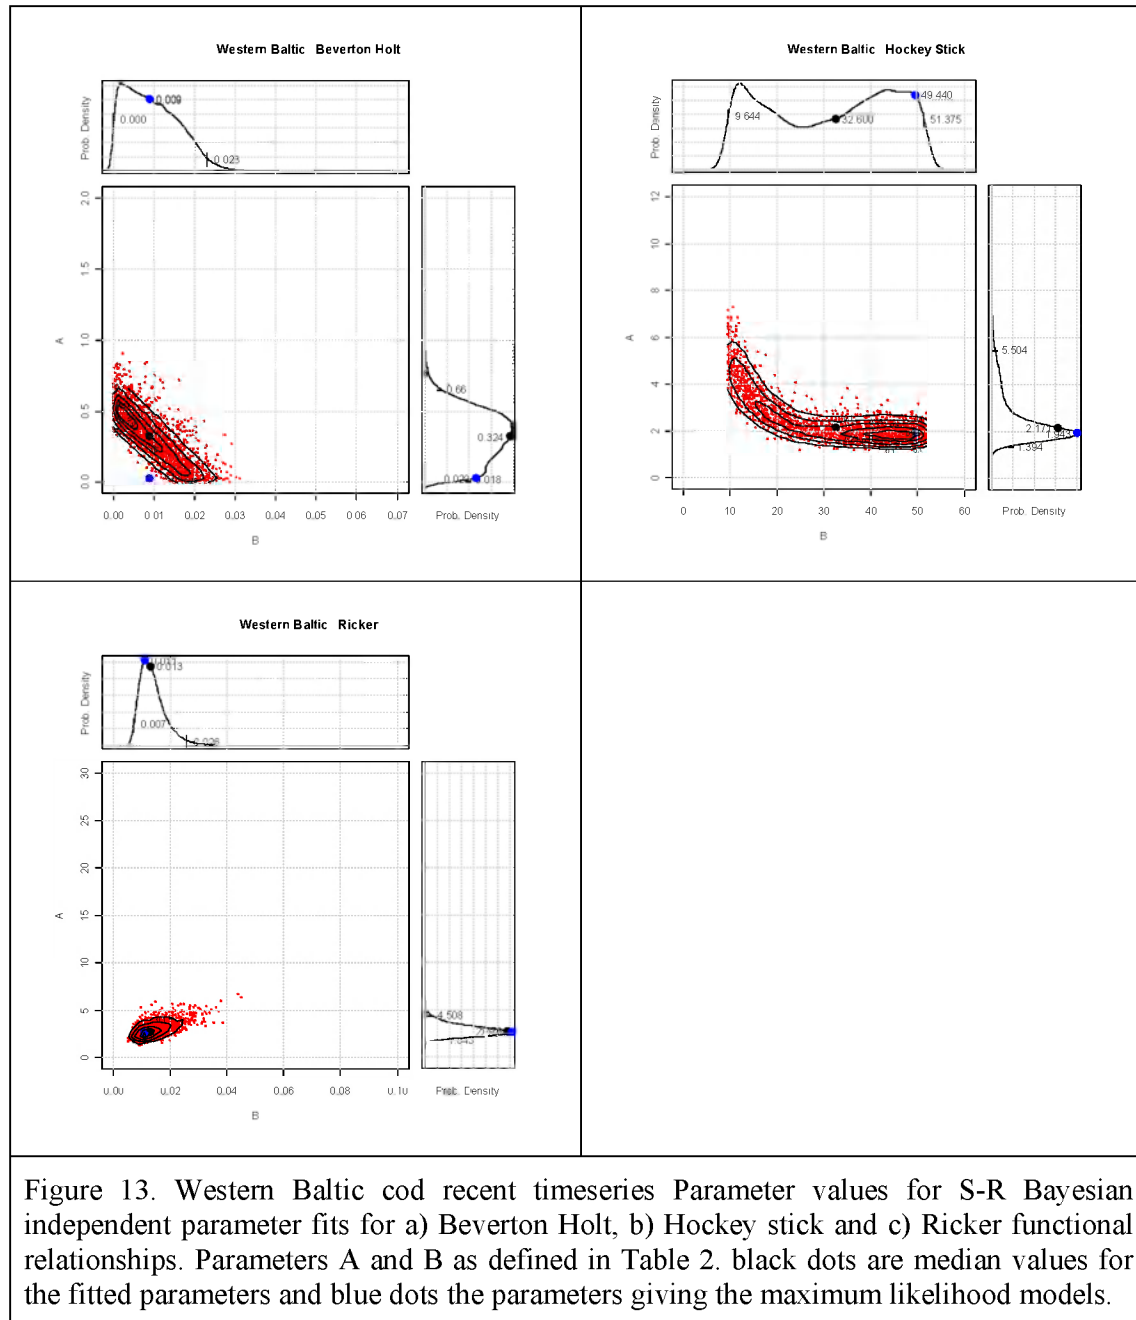 Western Baltic Beverton Holt
Prob. Density
0.009
0.000
0.023
A
2.0
1.5
1.0
0.5
0.0
0.66
0.324
0.00 0.01 0.02 0.03 0.04 0.05 0.06 0.07
B
Prob. Density
Western Baltic Hockey Stick
Prob. Density
9.644
32.600
49.440
51.375
A
12
10
8
6
4
2
0
5.504
2.177
1.394
0 10 20 30 40 50 60
B
Prob. Density
Western Baltic Ricker
Prob. Density
0.013
0.007
0.026
A
30
25
20
15
10
5
0
4.508
0.00 0.02 0.04 0.06 0.08 0.10
B
Prob. Density
Figure 13. Western Baltic cod recent timeseries Parameter values for S-R Bayesian
independent parameter fits for a) Beverton Holt, b) Hockey stick and c) Ricker functional
relationships. Parameters A and B as defined in Table 2. black dots are median values for
the fitted parameters and blue dots the parameters giving the maximum likelihood models.